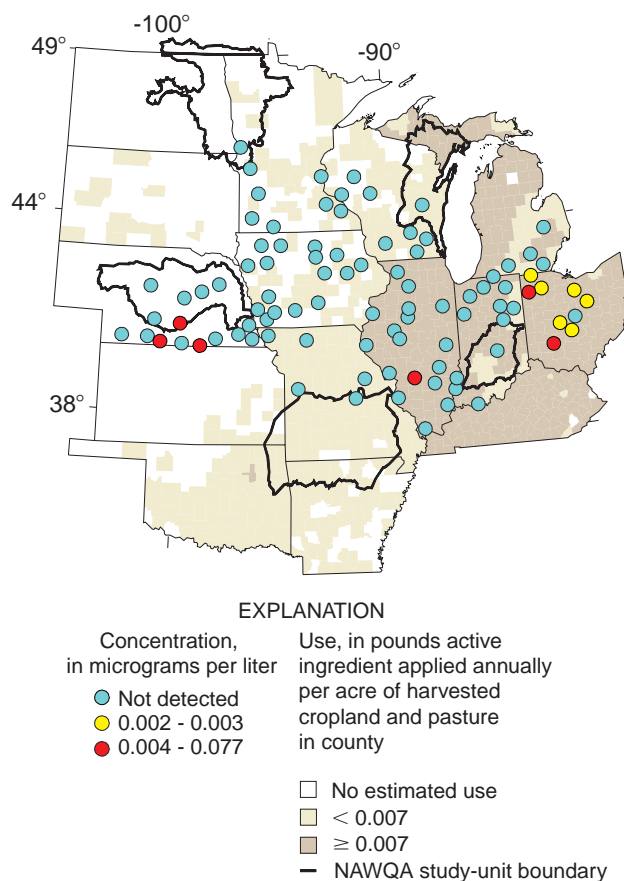 -100°
-90°
49°
44°
38°
EXPLANATION
Concentration,
in micrograms per liter
Not detected
0.002 - 0.003
0.004 - 0.077
Use, in pounds active
ingredient applied annually
per acre of harvested
cropland and pasture
in county
No estimated use
< 0.007
≥ 0.007
NAWQA study-unit boundary